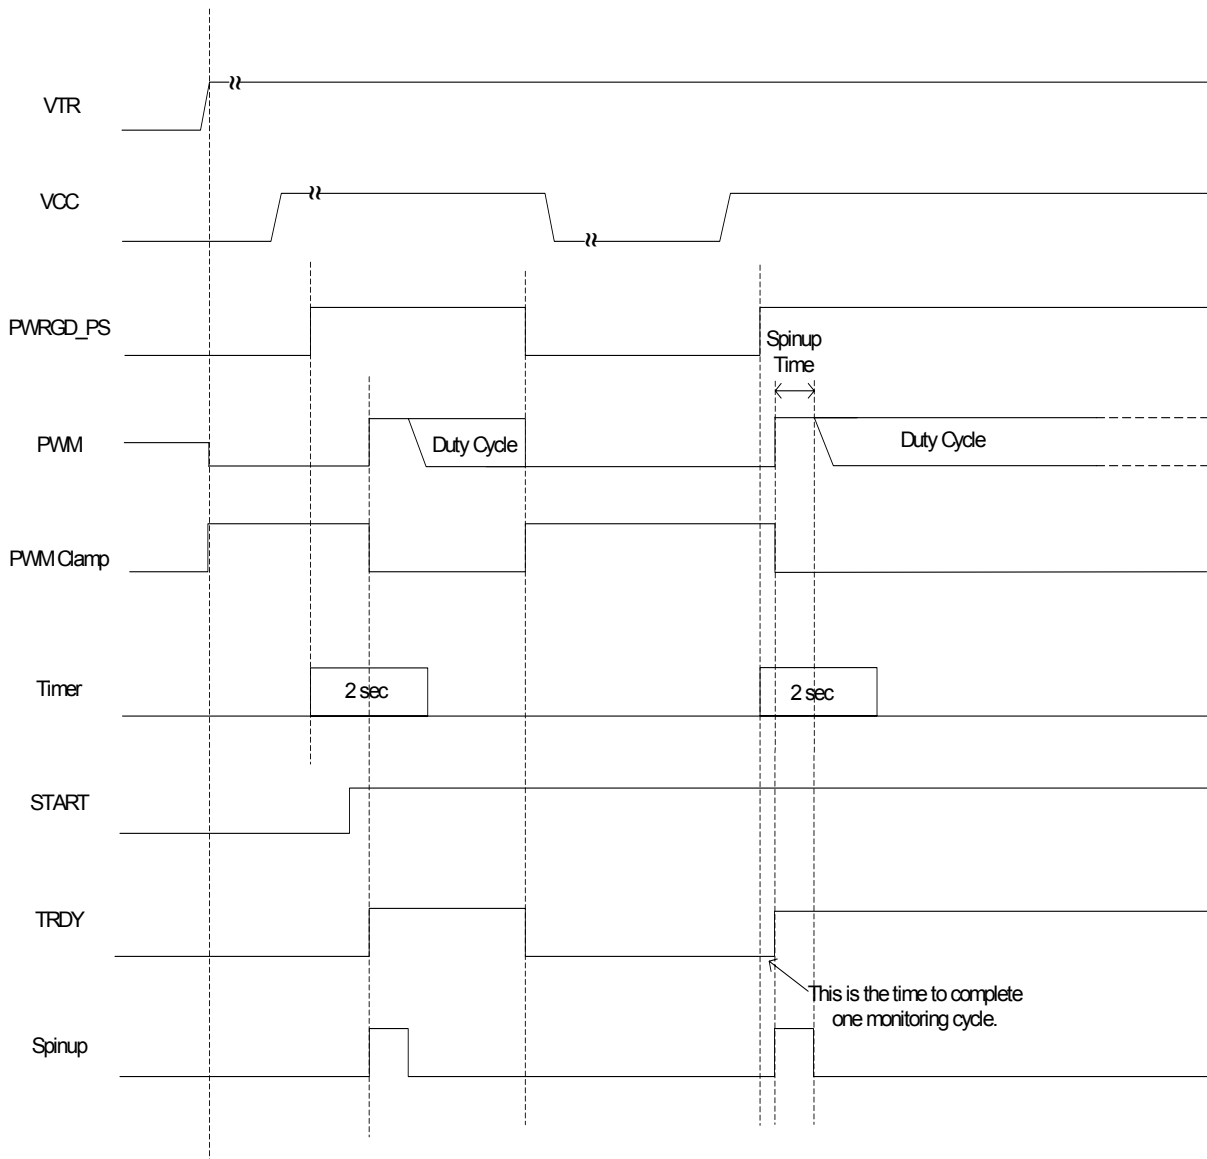 VTR
VCC
PWRGD_PS
Spinup
Time
PWM
Duty Cycle
Duty Cycle
PWM Clamp
Timer
2 sec
2 sec
START
TRDY
This is the time to complete
one monitoring cycle.
Spinup